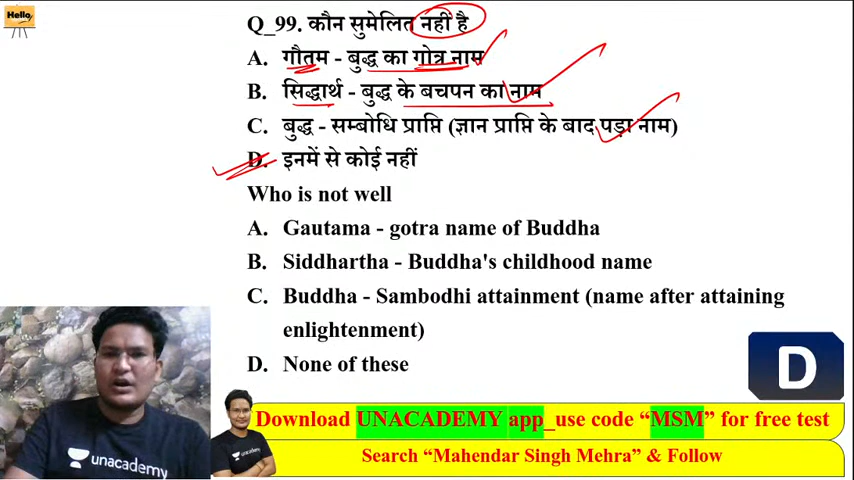 Hello
Q_99. कौन सुमेलित नहीं है
A. गौतम - बुद्ध का गोत्र नाम
B. सिद्धार्थ - बुद्ध के बचपन का नाम
C. बुद्ध - सम्बोधि प्राप्ति (ज्ञान प्राप्ति के बाद पड़ा नाम)
D. इनमें से कोई नहीं
Who is not well
A. Gautama - gotra name of Buddha
B. Siddhartha - Buddha's childhood name
C. Buddha - Sambodhi attainment (name after attaining
enlightenment)
D. None of these
D
unacademy
unacademy
Download UNACADEMY app_use code “MSM” for free test
Search “Mahendar Singh Mehra” & Follow